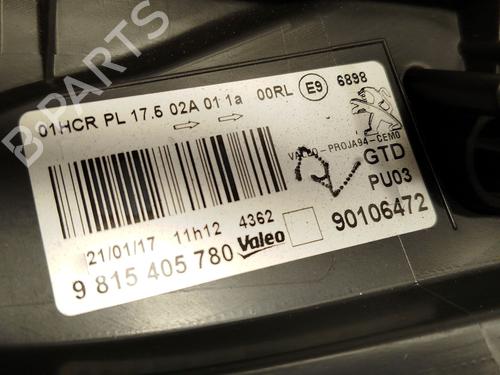 01HCR PL 17.5 02A 01 1a 00RL E9 6898
VALEO-PROJA94-CEMO
GTD
PU03
21/01/17 11h12 4362
9 815 405 780 Valeo
90106472
B-PARTS